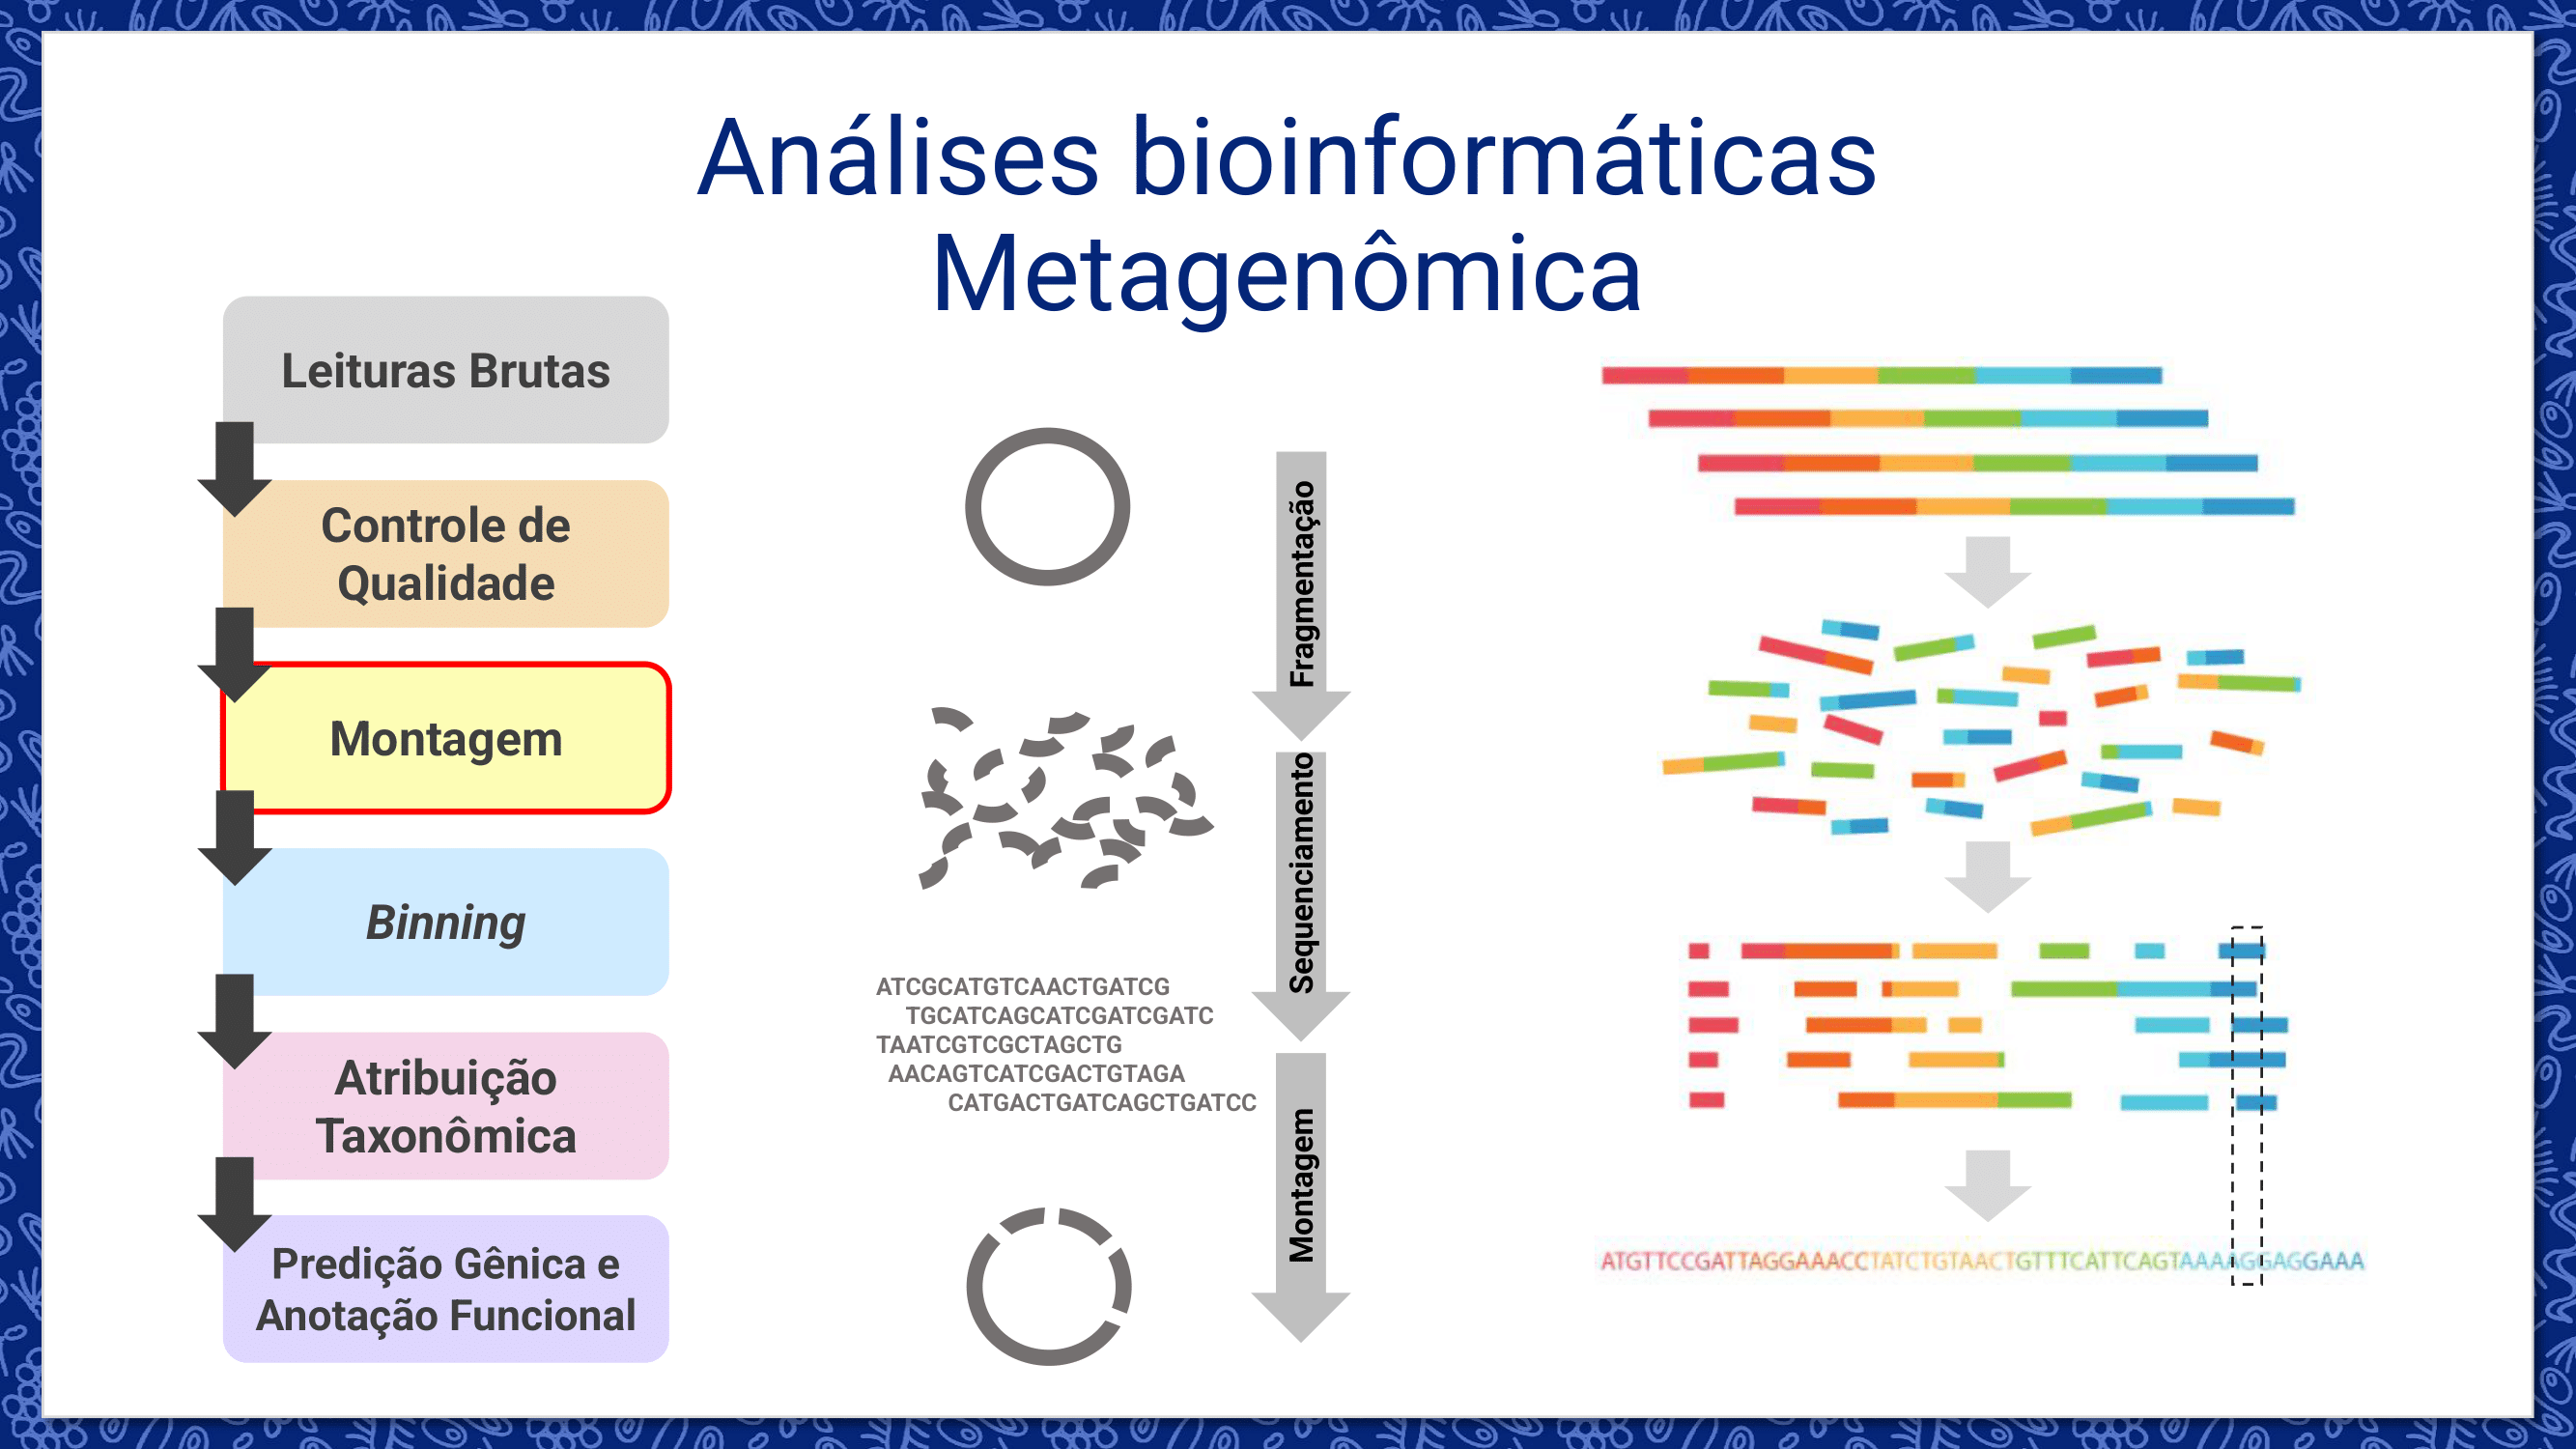 Análises bioinformáticas
Metagenômica
Leituras Brutas
Controle de
Qualidade
Montagem
Binning
Atribuição
Taxonômica
Predição Gênica e
Anotação Funcional
Fragmentação
Sequenciamento
Montagem
ATCGCATGTCAACTGATCG
TGCATCAGCATCGATCGATC
TAATCGTCGCTAGCTG
AACAGTCATCGACTGTAGA
CATGACTGATCAGCTGATCC
ATGTTCCGATTAGGAAACCTATCTGTAACTGTTTCATTCAGTAAAAGGAGGAAA